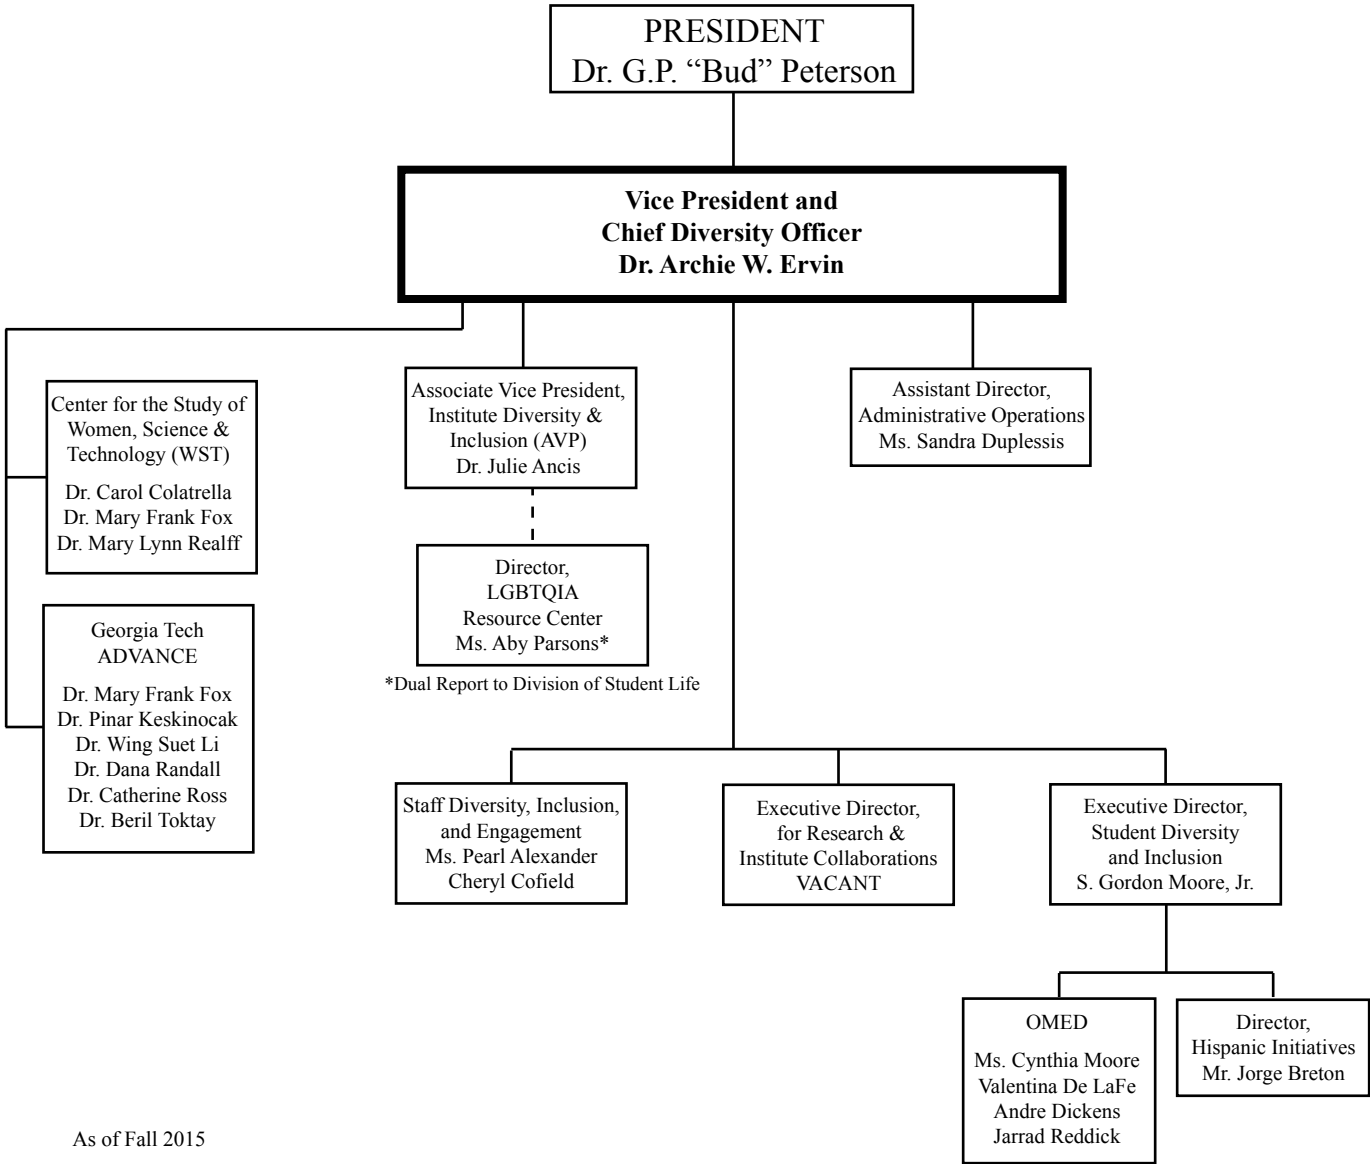 PRESIDENT
Dr. G.P. “Bud” Peterson
Vice President and
Chief Diversity Officer
Dr. Archie W. Ervin
Center for the Study of
Women, Science &
Technology (WST)
Dr. Carol Colatrella
Dr. Mary Frank Fox
Dr. Mary Lynn Realff
Georgia Tech
ADVANCE
Dr. Mary Frank Fox
Dr. Pinar Keskinocak
Dr. Wing Suet Li
Dr. Dana Randall
Dr. Catherine Ross
Dr. Beril Toktay
Associate Vice President,
Institute Diversity &
Inclusion (AVP)
Dr. Julie Ancis
Director,
LGBTQIA
Resource Center
Ms. Aby Parsons*
*Dual Report to Division of Student Life
Assistant Director,
Administrative Operations
Ms. Sandra Duplessis
Staff Diversity, Inclusion,
and Engagement
Ms. Pearl Alexander
Cheryl Cofield
Executive Director,
for Research &
Institute Collaborations
VACANT
Executive Director,
Student Diversity
and Inclusion
S. Gordon Moore, Jr.
OMED
Ms. Cynthia Moore
Valentina De LaFe
Andre Dickens
Jarrad Reddick
Director,
Hispanic Initiatives
Mr. Jorge Breton
As of Fall 2015